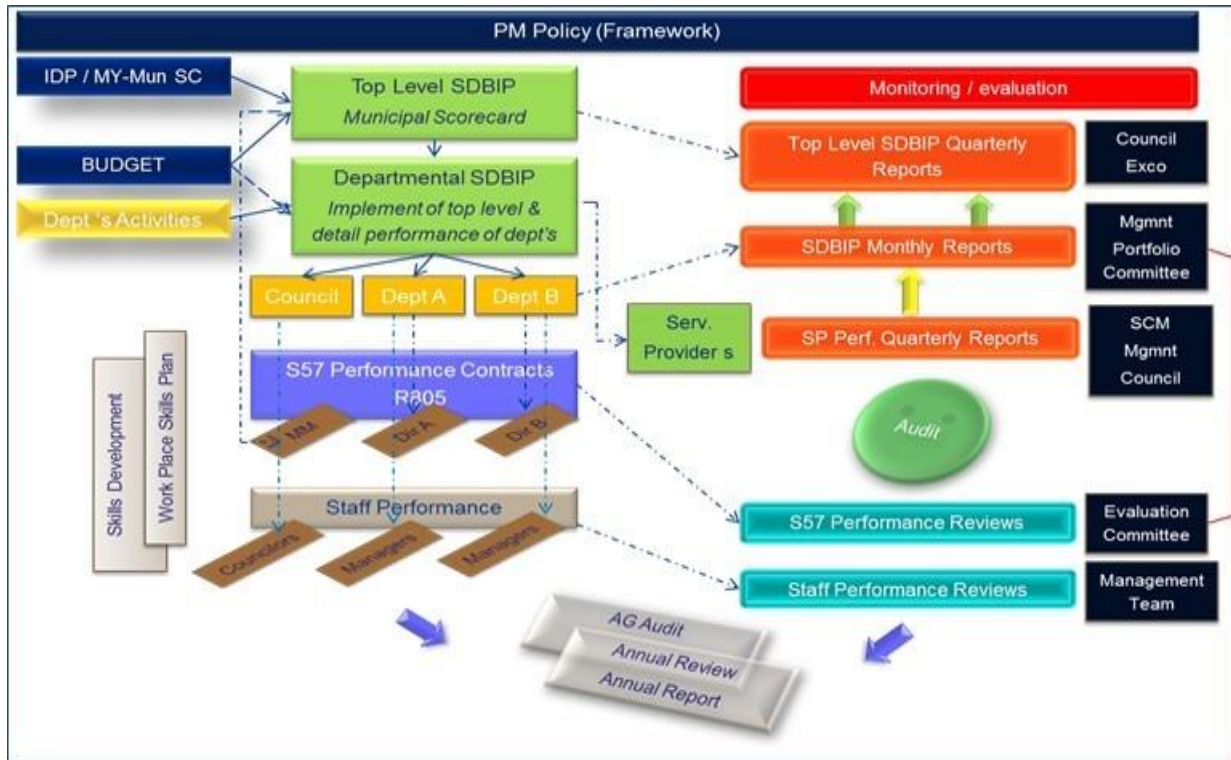 PM Policy (Framework)
IDP / MY-Mun SC
BUDGET
Dept 's Activities
Top Level SDBIP
Municipal Scorecard
Departmental SDBIP
Implement of top level &
detail performance of dept's
Council
Dept A
Dept B
Serv.
Provider s
S57 Performance Contracts
R805
MM
Dir A
Dir B
Staff Performance
Councilors
Managers
Managers
Skills Development
Work Place Skills Plan
Monitoring / evaluation
Top Level SDBIP Quarterly
Reports
Council
Exco
SDBIP Monthly Reports
Mgmnt
Portfolio
Committee
SP Perf. Quarterly Reports
SCM
Mgmnt
Council
Audit
S57 Performance Reviews
Evaluation
Committee
Staff Performance Reviews
Management
Team
AG Audit
Annual Review
Annual Report